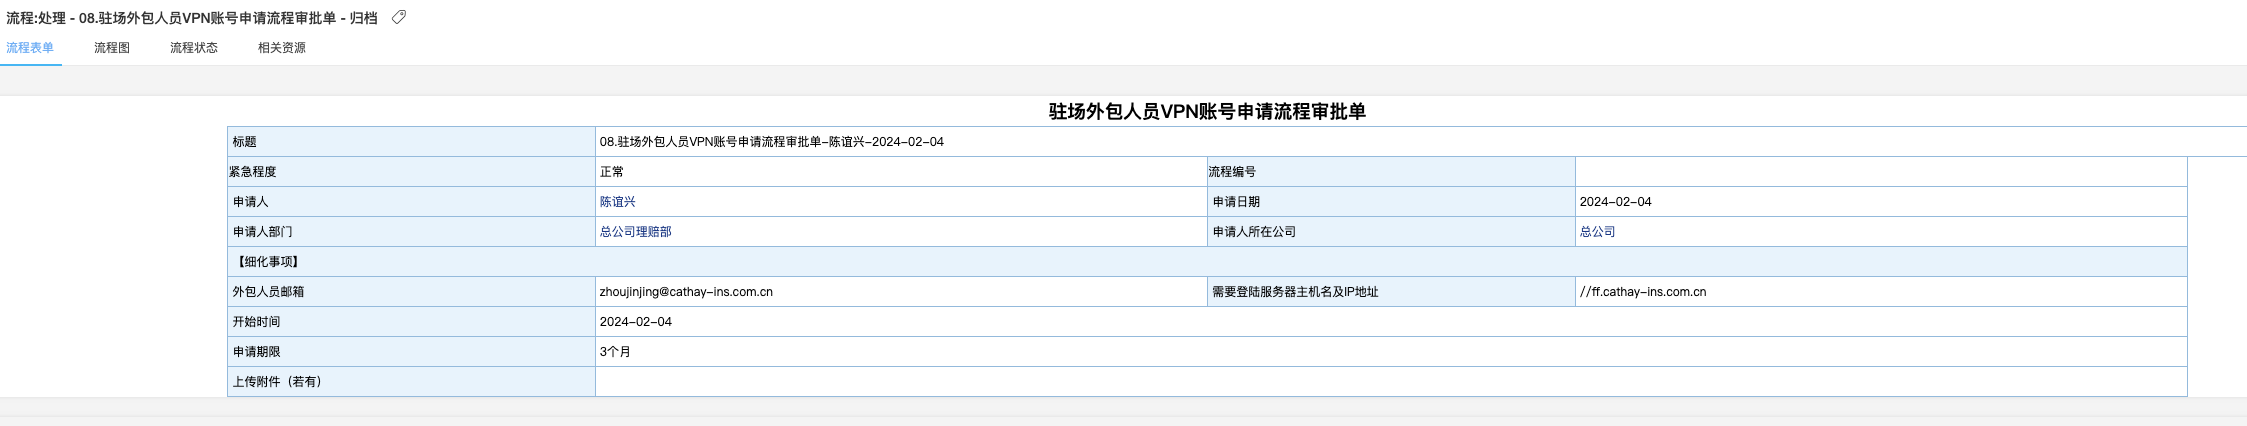 流程:处理 - 08.驻场外包人员VPN账号申请流程审批单 - 归档
流程表单 流程图 流程状态 相关资源
驻场外包人员VPN账号申请流程审批单
标题 08.驻场外包人员VPN账号申请流程审批单-陈谊兴-2024-02-04
紧急程度 正常 流程编号
申请人 陈谊兴 申请日期 2024-02-04
申请人部门 总公司理赔部 申请人所在公司 总公司
【细化事项】
外包人员邮箱 zhoujinjing@cathay-ins.com.cn 需要登陆服务器主机名及IP地址 //ff.cathay-ins.com.cn
开始时间 2024-02-04
申请期限 3个月
上传附件（若有）